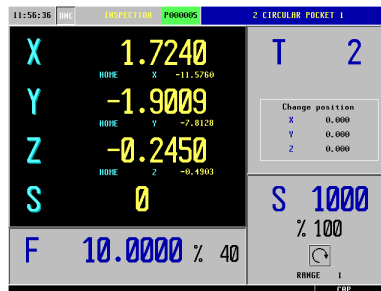 11:56:36 DNC INSPECTION P000005 2 CIRCULAR POCKET 1
X 1.7240
HOME X -11.5760
Y -1.9009
HOME Y -7.8128
Z -0.2450
HOME Z -0.4903
S 0
F 10.0000 % 40
T 2
Change position
X 0.000
Y 0.000
Z 0.000
S 1000
% 100
RANGE 1
CAP